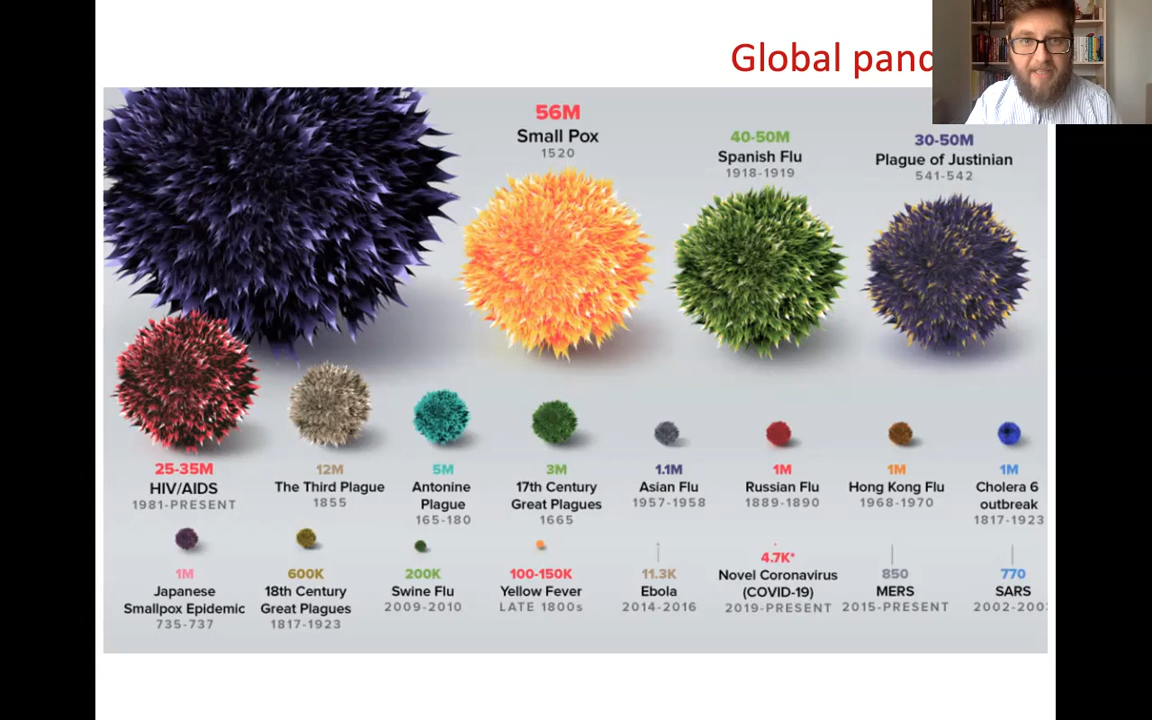 Global pand
56M
Small Pox
1520
40-50M
Spanish Flu
1918-1919
30-50M
Plague of Justinian
541-542
25-35M
HIV/AIDS
1981-PRESENT
12M
The Third Plague
1855
5M
Antonine
Plague
165-180
3M
17th Century
Great Plagues
1665
1.1M
Asian Flu
1957-1958
1M
Russian Flu
1889-1890
1M
Hong Kong Flu
1968-1970
1M
Cholera 6
outbreak
1817-1923
1M
Japanese
Smallpox Epidemic
735-737
600K
18th Century
Great Plagues
1817-1923
200K
Swine Flu
2009-2010
100-150K
Yellow Fever
LATE 1800s
11.3K
Ebola
2014-2016
4.7K*
Novel Coronavirus
(COVID-19)
2019-PRESENT
850
MERS
2015-PRESENT
770
SARS
2002-200